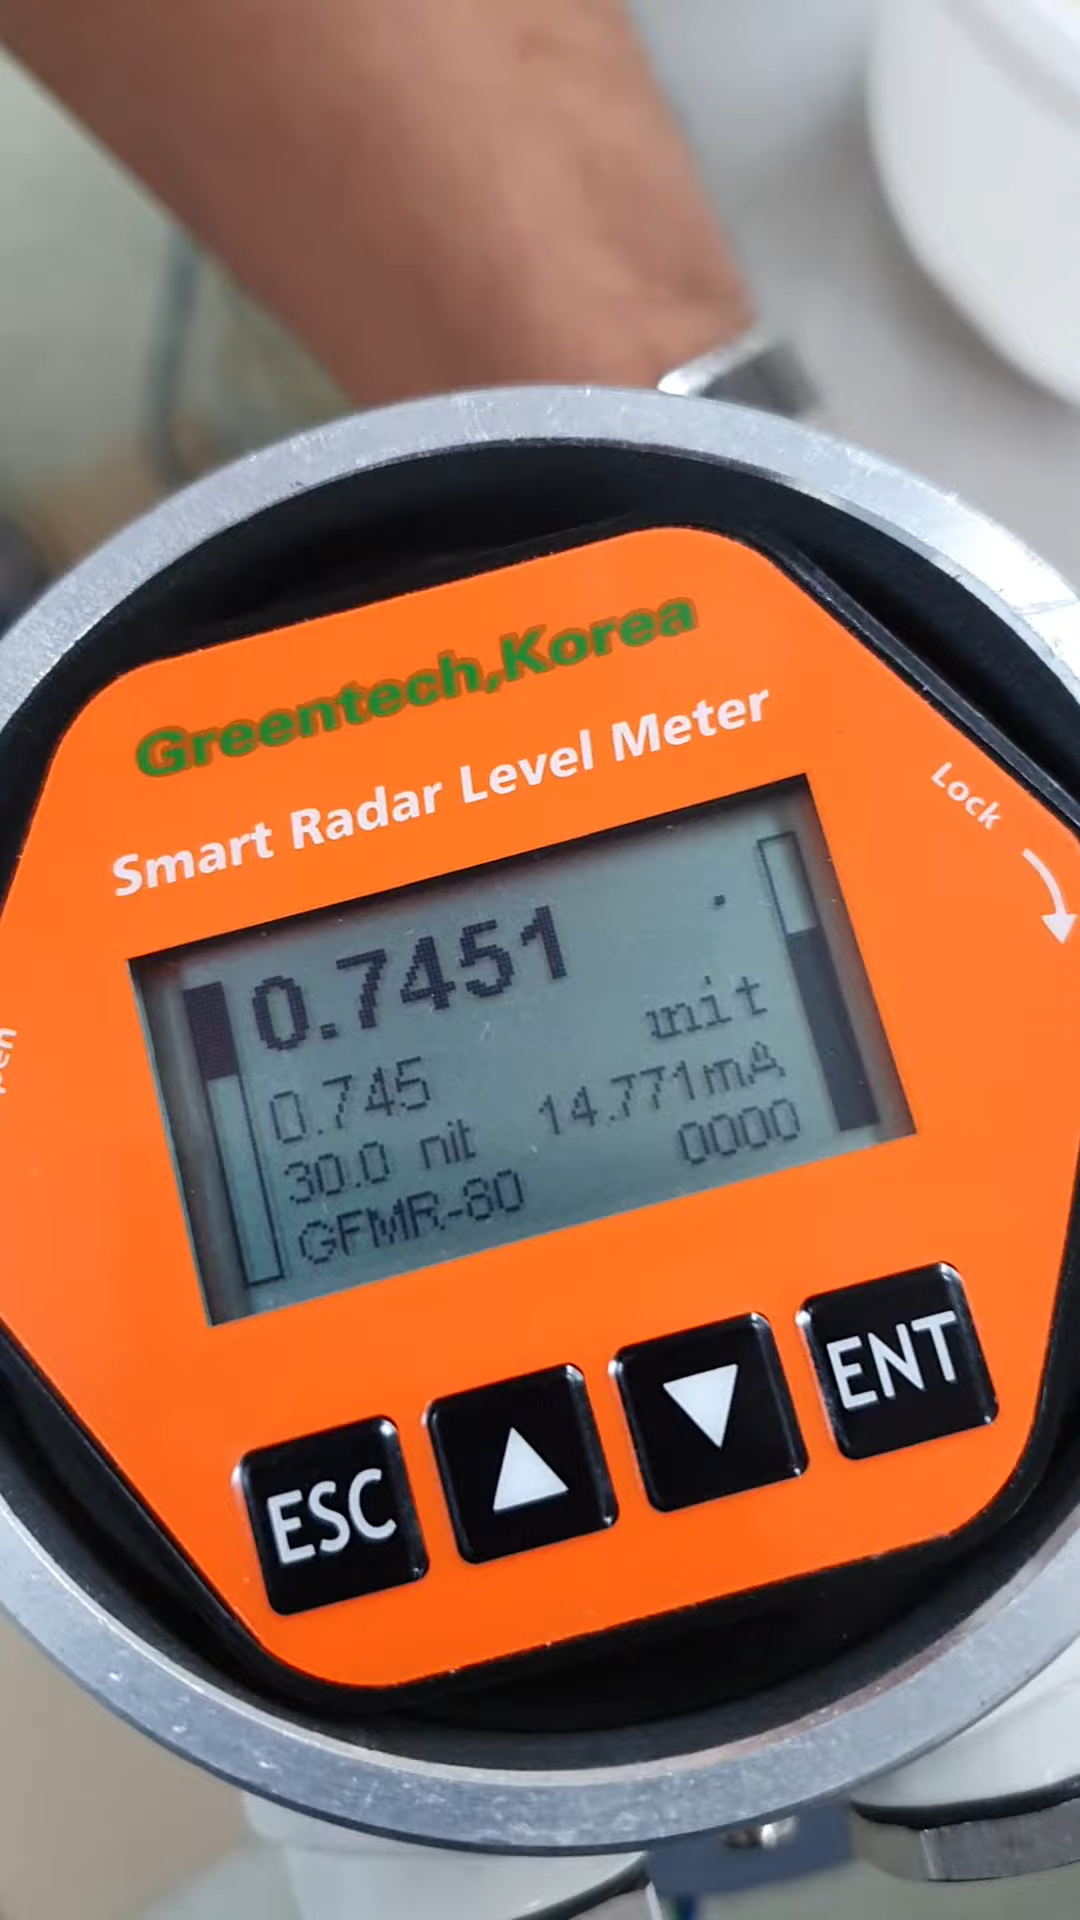 Greentech,Korea
Smart Radar Level Meter
Lock
0.7451
unit
0.745 14.771mA
30.0 nit 0000
GFMR-80
ESC ENT